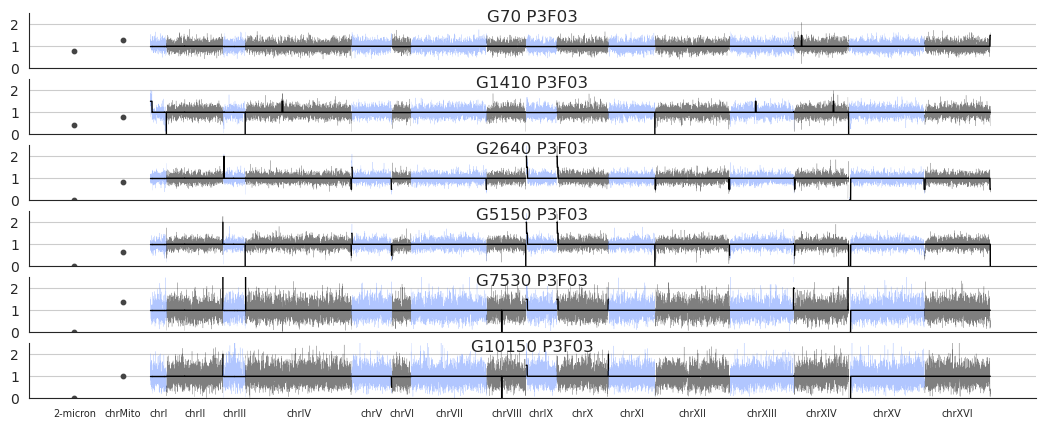 G70 P3F03
2
1
0
G1410 P3F03
2
1
0
G2640 P3F03
2
1
0
G5150 P3F03
2
1
0
G7530 P3F03
2
1
0
G10150 P3F03
2
1
0
2-micron chrMito chrI chrII chrIII chrIV chrV chrVI chrVII chrVIII chrIX chrX chrXI chrXII chrXIII chrXIV chrXV chrXVI